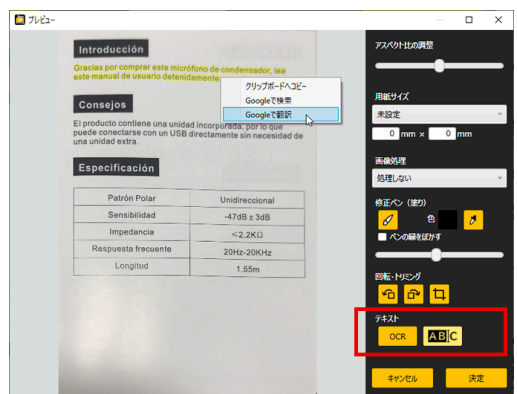 プレビュー
Introducción
Gracias por comprar este micrófono de condensador, lea
este manual de usuario detenidamente
クリップボードへコピー
Googleで検索
Googleで翻訳
Consejos
El producto contiene una unidad incorporada, por lo que
puede conectarse con un USB directamente sin necesidad de
una unidad extra.
Especificación
Patrón Polar Unidireccional
Sensibilidad -47dB ± 3dB
Impedancia <2.2KΩ
Respuesta frecuente 20Hz-20KHz
Longitud 1.55m
アスペクト比の調整
用紙サイズ
未設定
0 mm × 0 mm
画像処理
処理しない
修正ペン（塗り）
色
ペンの縁をぼかす
回転・トリミング
テキスト
OCR ABC
キャンセル 決定